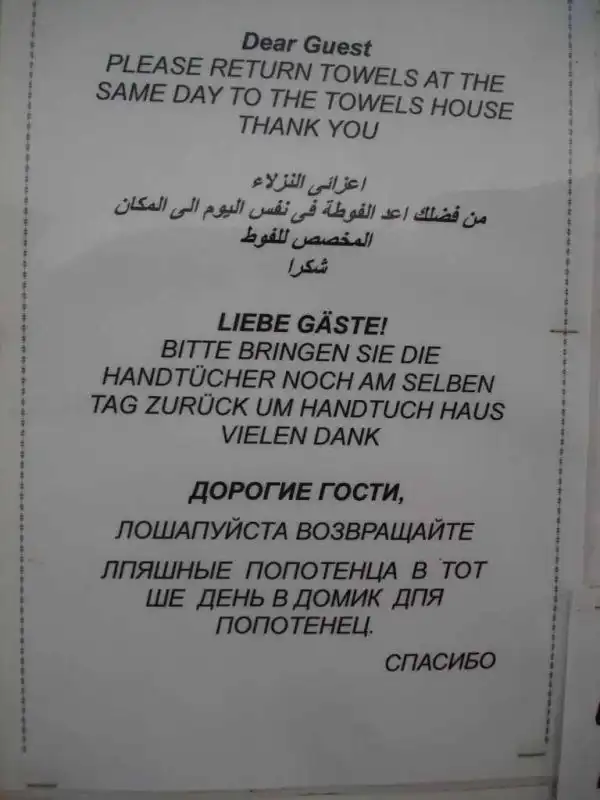 Dear Guest
PLEASE RETURN TOWELS AT THE
SAME DAY TO THE TOWELS HOUSE
THANK YOU
اعزائى النزلاء
من فضلك اعد الفوطة فى نفس اليوم الى المكان
المخصص للفوط
شكرا
LIEBE GÄSTE!
BITTE BRINGEN SIE DIE
HANDTÜCHER NOCH AM SELBEN
TAG ZURÜCK UM HANDTUCH HAUS
VIELEN DANK
ДОРОГИЕ ГОСТИ,
ЛОШАПУЙСТА ВОЗВРАЩАЙТЕ
ЛПЯШНЫЕ ПОПОТЕНЦА В ТОТ
ШЕ ДЕНЬ В ДОМИК ДПЯ
ПОПОТЕНЕЦ.
СПАСИБО